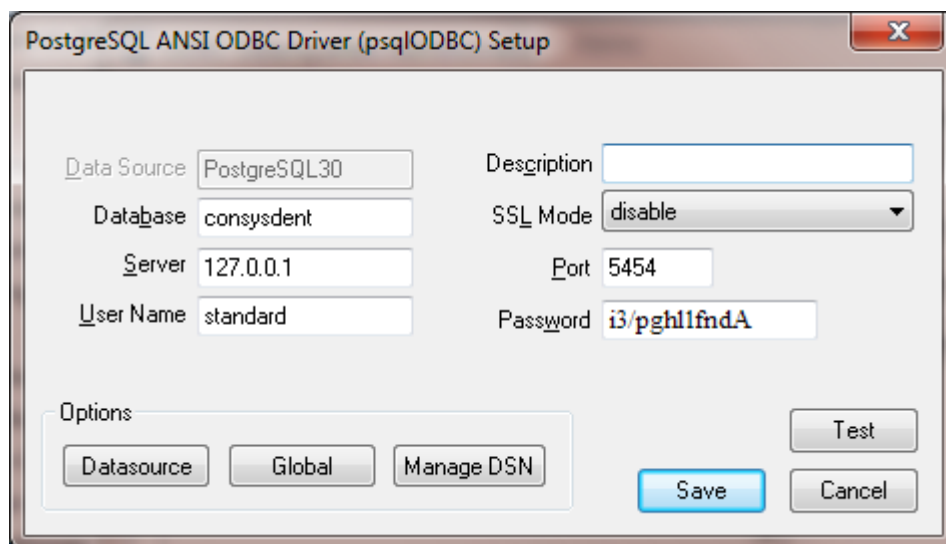 PostgreSQL ANSI ODBC Driver (psqlODBC) Setup
Data Source PostgreSQL30
Description
Database consysdent
SSL Mode disable
Server 127.0.0.1
Port 5454
User Name standard
Password i3/pghllfndA
Options
Datasource
Global
Manage DSN
Test
Save
Cancel